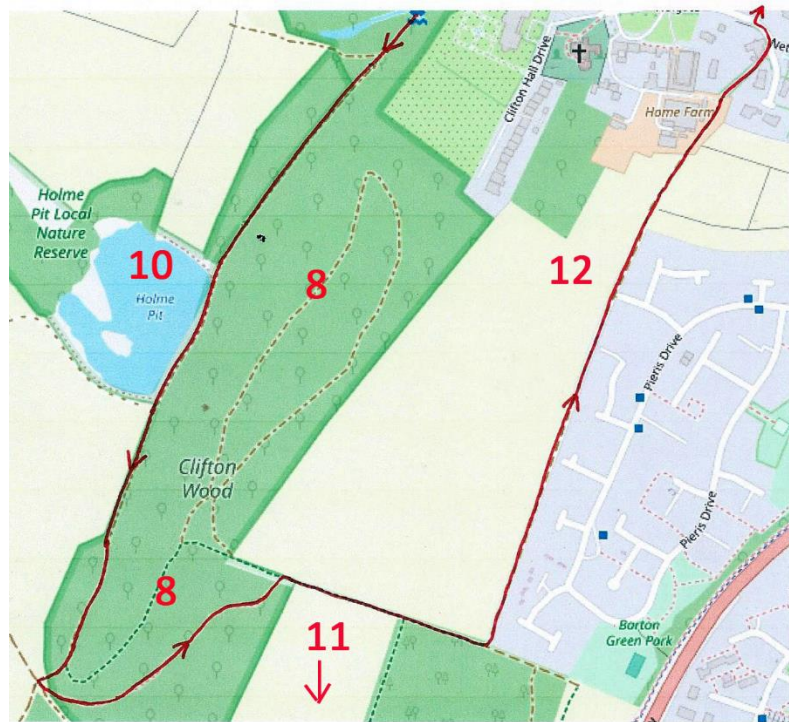 Clifton Hall Drive
Home Farm
Holme
Pit Local
Nature
Reserve
10
Holme
Pit
8
12
Pieris Drive
Clifton
Wood
Pieris Drive
8
11
Barton
Green Park